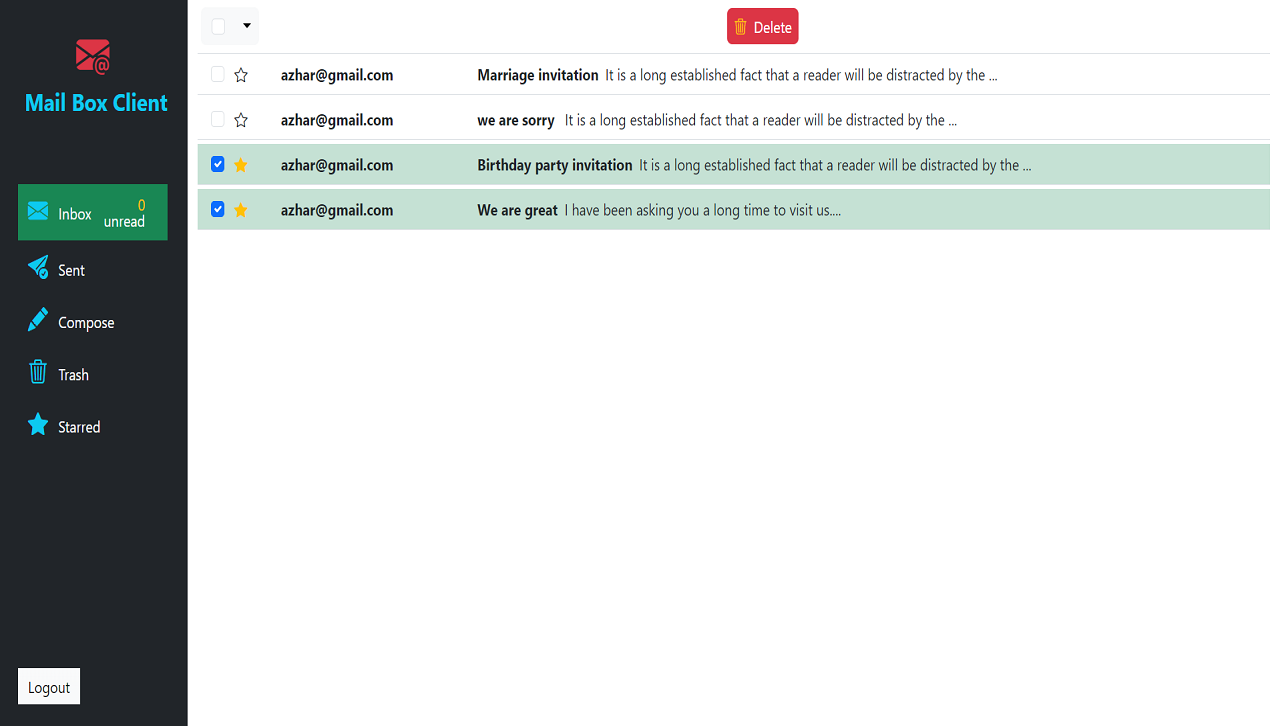 Mail Box Client
Inbox
0
unread
Sent
Compose
Trash
Starred
Logout
Delete
azhar@gmail.com Marriage invitation It is a long established fact that a reader will be distracted by the ...
azhar@gmail.com we are sorry It is a long established fact that a reader will be distracted by the ...
azhar@gmail.com Birthday party invitation It is a long established fact that a reader will be distracted by the ...
azhar@gmail.com We are great I have been asking you a long time to visit us....